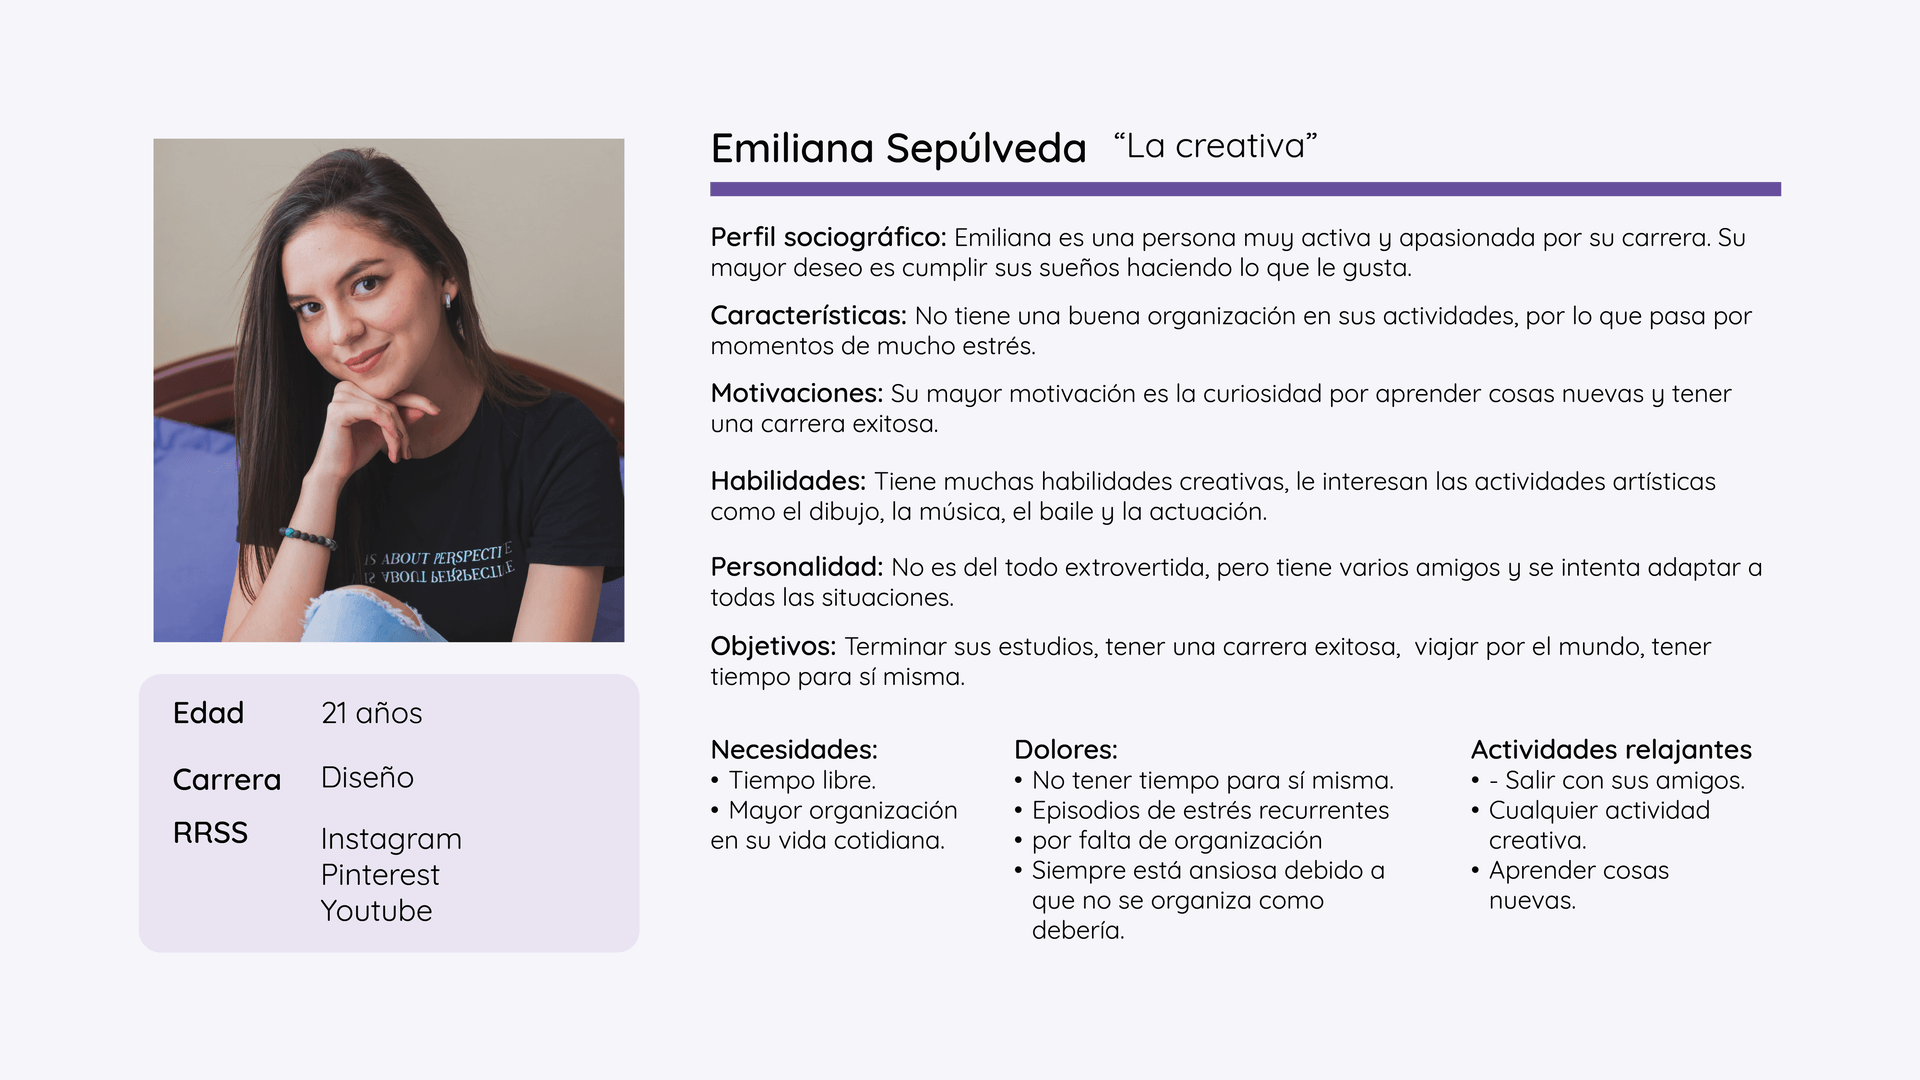 Emiliana Sepúlveda “La creativa”
Perfil sociográfico: Emiliana es una persona muy activa y apasionada por su carrera. Su
mayor deseo es cumplir sus sueños haciendo lo que le gusta.
Características: No tiene una buena organización en sus actividades, por lo que pasa por
momentos de mucho estrés.
Motivaciones: Su mayor motivación es la curiosidad por aprender cosas nuevas y tener
una carrera exitosa.
Habilidades: Tiene muchas habilidades creativas, le interesan las actividades artísticas
como el dibujo, la música, el baile y la actuación.
Personalidad: No es del todo extrovertida, pero tiene varios amigos y se intenta adaptar a
todas las situaciones.
Objetivos: Terminar sus estudios, tener una carrera exitosa,  viajar por el mundo, tener
tiempo para sí misma.
IS ABOUT PERSPECTI E
IS ABOUT PERSPECTI E
Edad 21 años
Carrera Diseño
RRSS Instagram
Pinterest
Youtube
Necesidades:
• Tiempo libre.
• Mayor organización
en su vida cotidiana.
Dolores:
• No tener tiempo para sí misma.
• Episodios de estrés recurrentes
• por falta de organización
• Siempre está ansiosa debido a
que no se organiza como
debería.
Actividades relajantes
• - Salir con sus amigos.
• Cualquier actividad
creativa.
• Aprender cosas
nuevas.